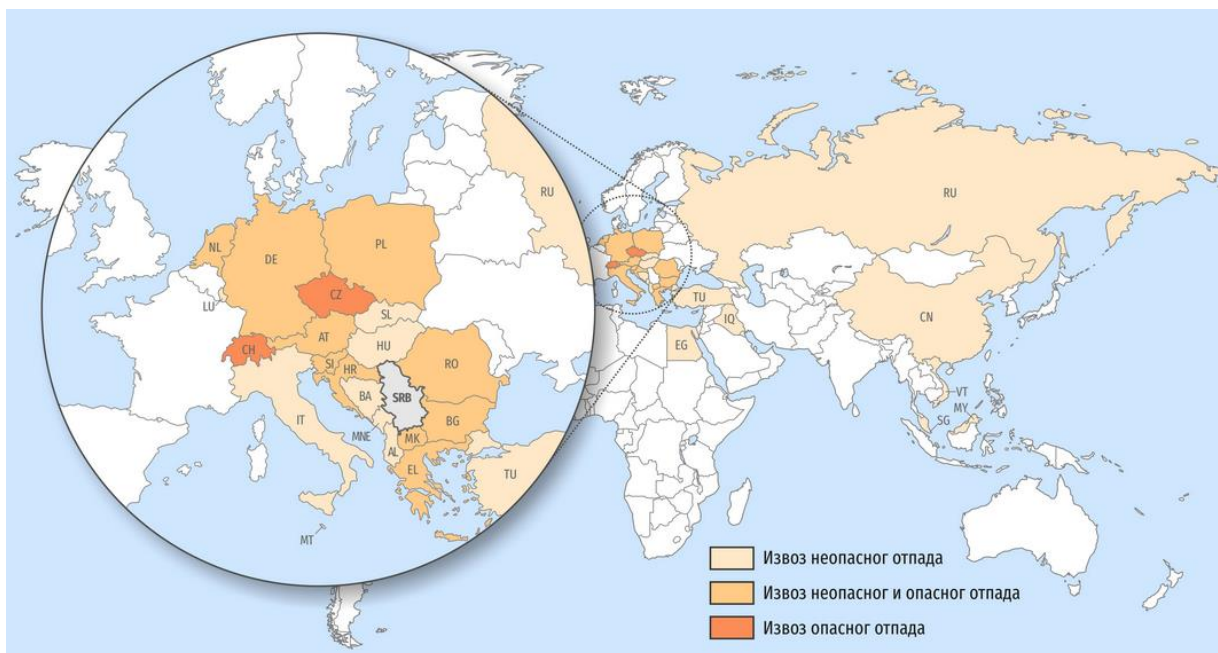 RU
NL
DE
PL
LU
CZ
SL
CH
AT
HU
SI
HR
RO
BA
SRB
IT
MNE
MK
BG
AL
EL
TU
MT
RU
CN
TU
IQ
EG
VT
MY
SG
Извоз неопасног отпада
Извоз неопасног и опасног отпада
Извоз опасног отпада